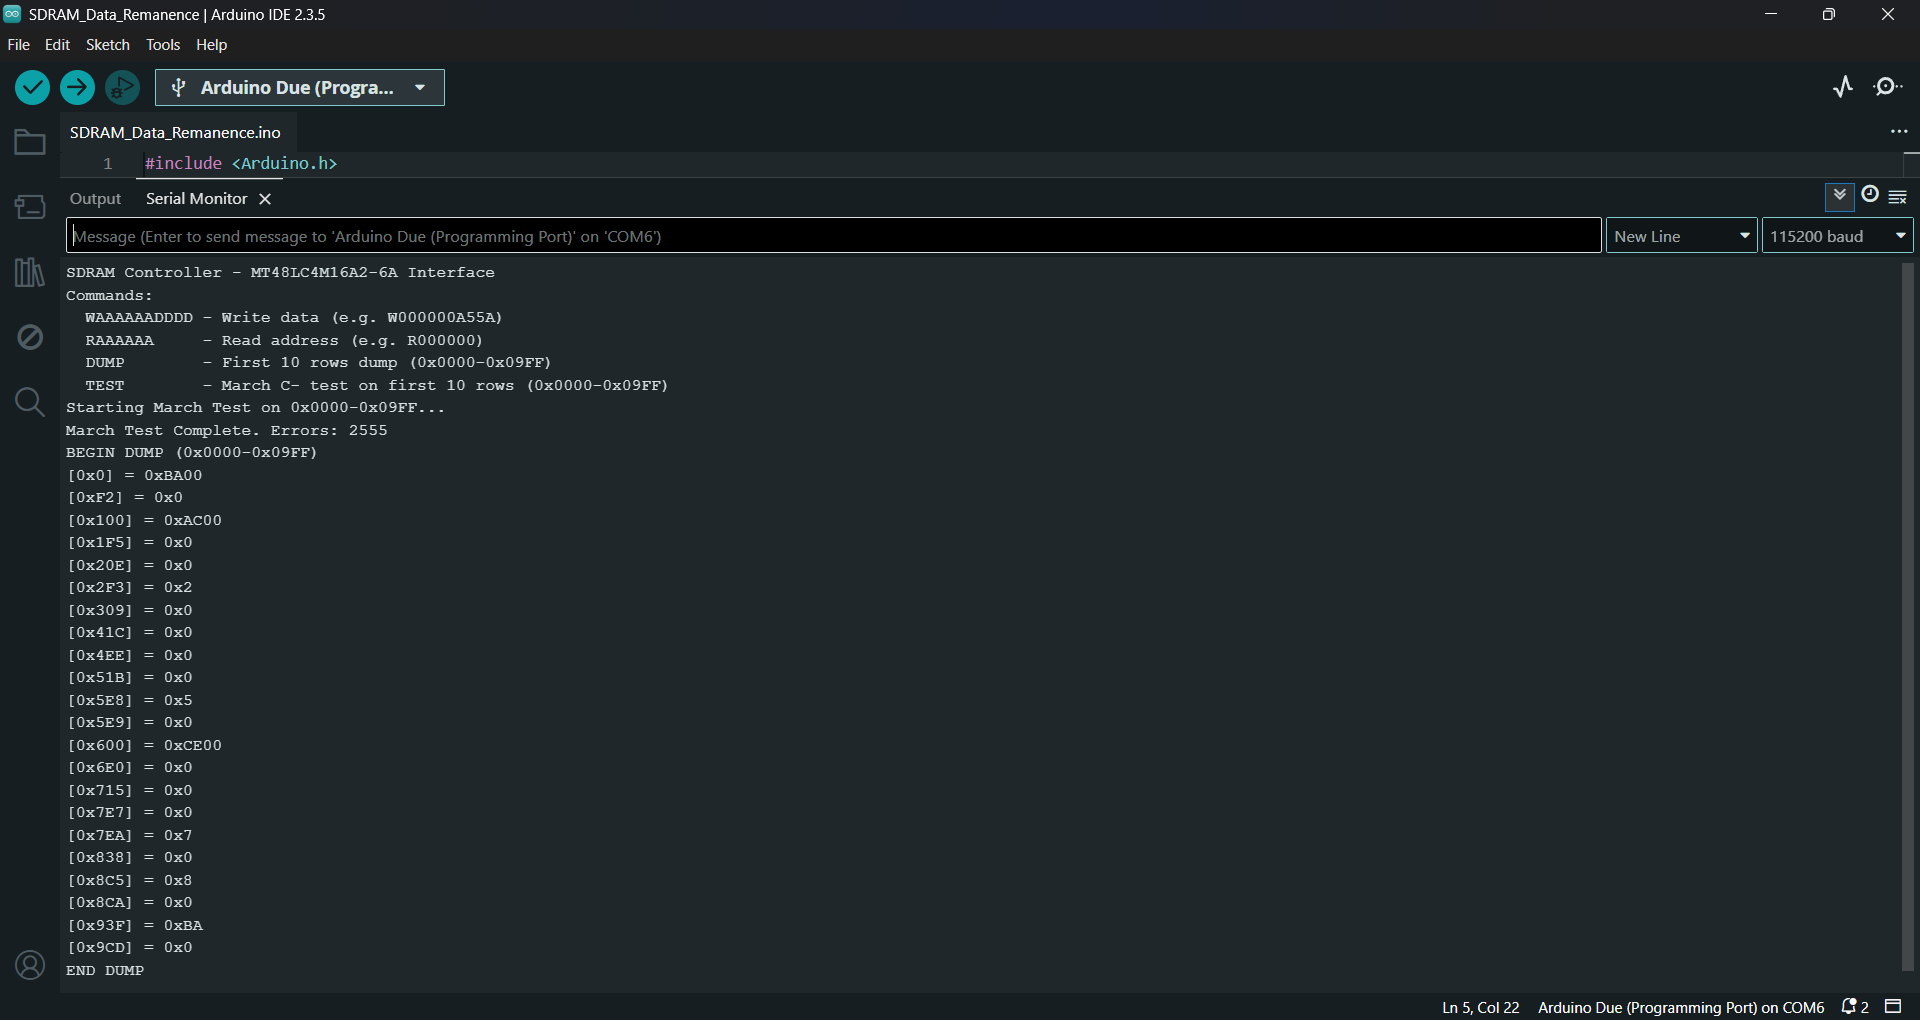 SDRAM_Data_Remanence | Arduino IDE 2.3.5
File Edit Sketch Tools Help
Arduino Due (Progra...
SDRAM_Data_Remanence.ino
1 #include <Arduino.h>
Output Serial Monitor
Message (Enter to send message to 'Arduino Due (Programming Port)' on 'COM6') New Line 115200 baud
SDRAM Controller - MT48LC4M16A2-6A Interface
Commands:
WAAAAAADDDD - Write data (e.g. W000000A55A)
RAAAAAA - Read address (e.g. R000000)
DUMP - First 10 rows dump (0x0000-0x09FF)
TEST - March C- test on first 10 rows (0x0000-0x09FF)
Starting March Test on 0x0000-0x09FF...
March Test Complete. Errors: 2555
BEGIN DUMP (0x0000-0x09FF)
[0x0] = 0xBA00
[0xF2] = 0x0
[0x100] = 0xAC00
[0x1F5] = 0x0
[0x20E] = 0x0
[0x2F3] = 0x2
[0x309] = 0x0
[0x41C] = 0x0
[0x4EE] = 0x0
[0x51B] = 0x0
[0x5E8] = 0x5
[0x5E9] = 0x0
[0x600] = 0xCE00
[0x6E0] = 0x0
[0x715] = 0x0
[0x7E7] = 0x0
[0x7EA] = 0x7
[0x838] = 0x0
[0x8C5] = 0x8
[0x8CA] = 0x0
[0x93F] = 0xBA
[0x9CD] = 0x0
END DUMP
Ln 5, Col 22 Arduino Due (Programming Port) on COM6 2